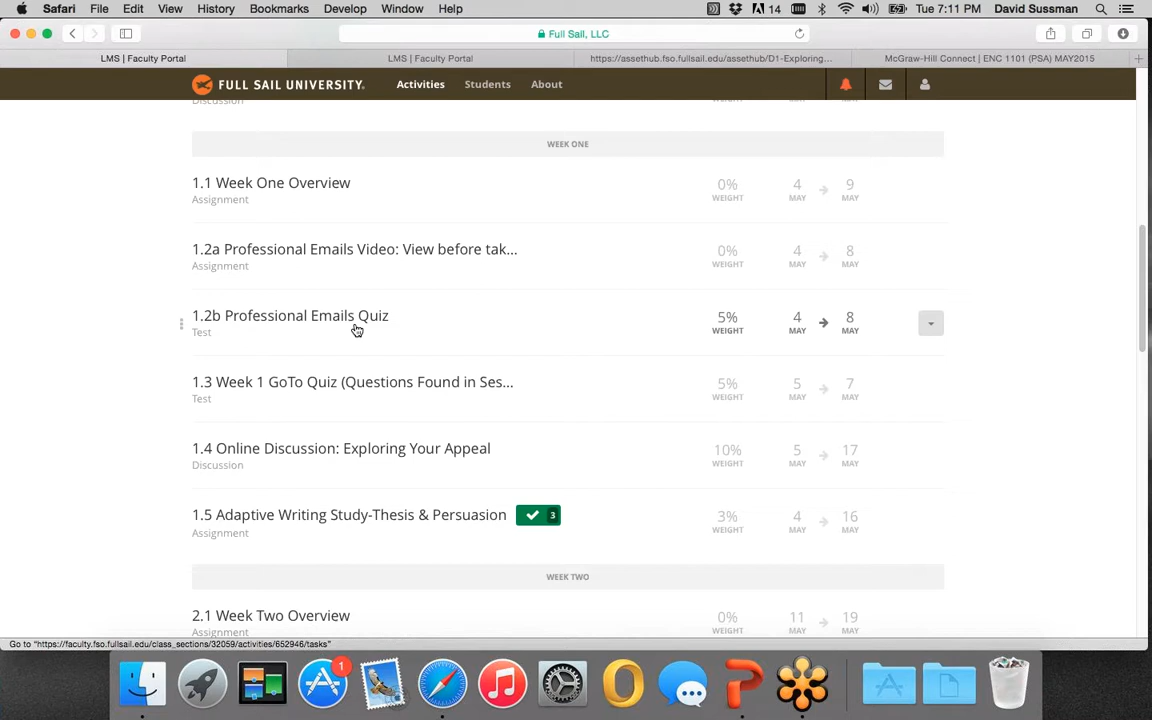 Safari File Edit View History Bookmarks Develop Window Help 14 Tue 7:11 PM David Sussman
Full Sail, LLC
LMS | Faculty Portal LMS | Faculty Portal https://assethub.fso.fullsail.edu/assethub/D1-Exploring... McGraw-Hill Connect | ENC 1101 (PSA) MAY2015
FULL SAIL UNIVERSITY. Activities Students About
Discussion WEIGHT MAY MAY
WEEK ONE
1.1 Week One Overview 0% 4 9
Assignment WEIGHT MAY MAY
1.2a Professional Emails Video: View before tak... 0% 4 8
Assignment WEIGHT MAY MAY
1.2b Professional Emails Quiz 5% 4 8
Test WEIGHT MAY MAY
1.3 Week 1 GoTo Quiz (Questions Found in Ses... 5% 5 7
Test WEIGHT MAY MAY
1.4 Online Discussion: Exploring Your Appeal 10% 5 17
Discussion WEIGHT MAY MAY
1.5 Adaptive Writing Study-Thesis & Persuasion 3 3% 4 16
Assignment WEIGHT MAY MAY
WEEK TWO
2.1 Week Two Overview 0% 11 19
Assignment WEIGHT MAY MAY
Go to "https://faculty.fso.fullsail.edu/class_sections/32059/activities/652946/tasks"
1